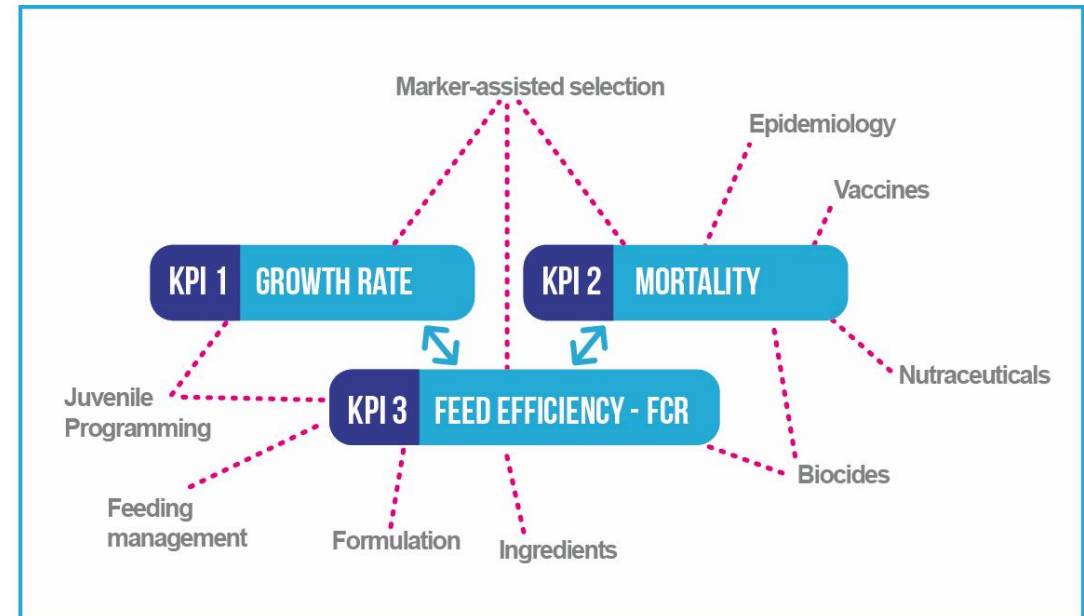 Marker-assisted selection
Epidemiology
Vaccines
KPI 1 GROWTH RATE
KPI 2 MORTALITY
Nutraceuticals
Juvenile
Programming
KPI 3 FEED EFFICIENCY - FCR
Biocides
Feeding
management
Formulation
Ingredients